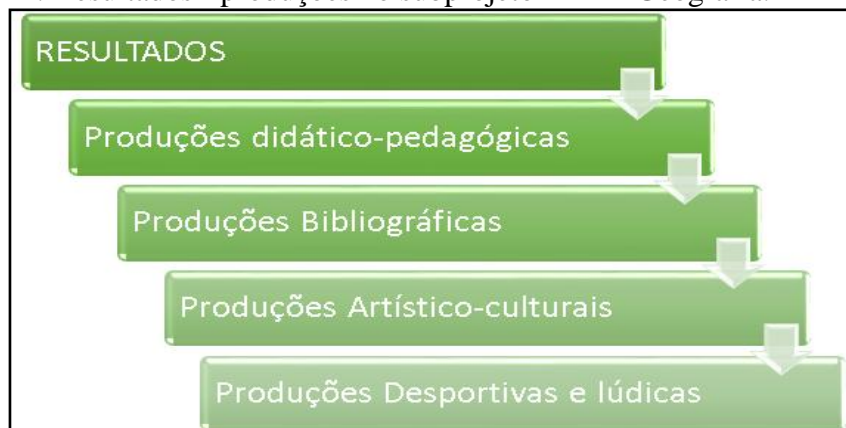 RESULTADOS
Produções didático-pedagógicas
Produções Bibliográficas
Produções Artístico-culturais
Produções Desportivas e lúdicas